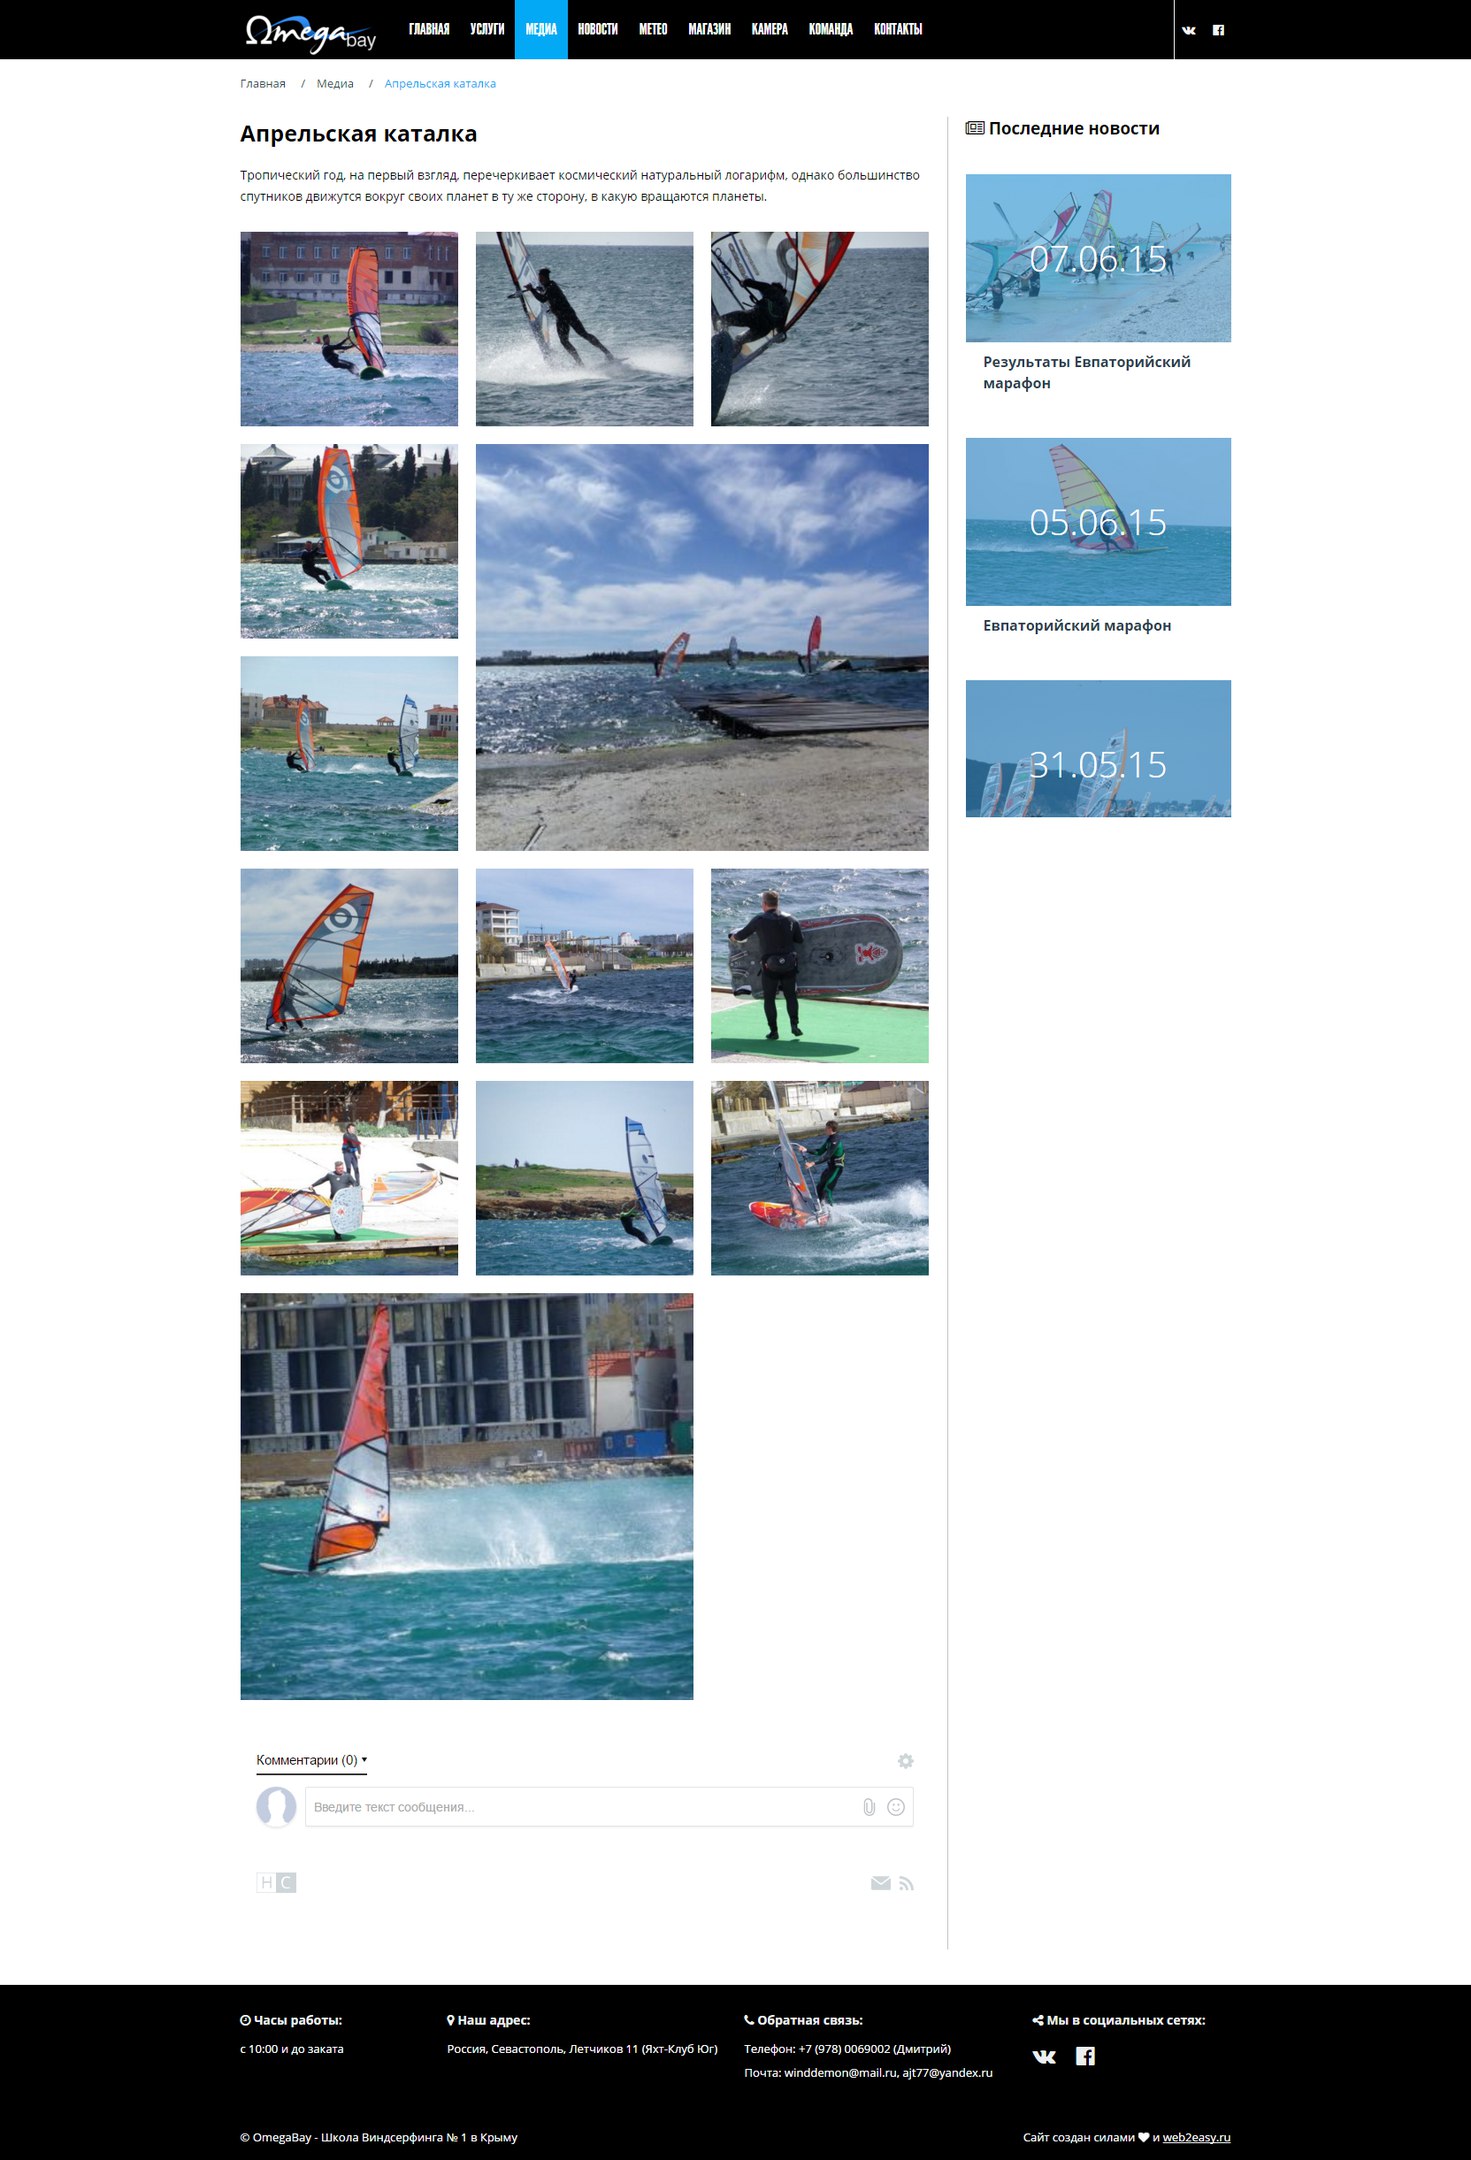 Omega bay
ГЛАВНАЯ УСЛУГИ МЕДИА НОВОСТИ МЕТЕО МАГАЗИН КАМЕРА КОМАНДА КОНТАКТЫ
Главная / Медиа / Апрельская каталка
Апрельская каталка
Тропический год, на первый взгляд, перечеркивает космический натуральный логарифм, однако большинство
спутников движутся вокруг своих планет в ту же сторону, в какую вращаются планеты.
Последние новости
07.06.15
Результаты Евпаторийский
марафон
05.06.15
Евпаторийский марафон
31.05.15
Комментарии (0)
Введите текст сообщения...
HC
Часы работы:
с 10:00 и до заката
Наш адрес:
Россия, Севастополь, Летчиков 11 (Яхт-Клуб Юг)
Обратная связь:
Телефон: +7 (978) 0069002 (Дмитрий)
Почта: winddemon@mail.ru, ajt77@yandex.ru
Мы в социальных сетях:
© OmegaBay - Школа Виндсерфинга № 1 в Крыму
Сайт создан силами и web2easy.ru